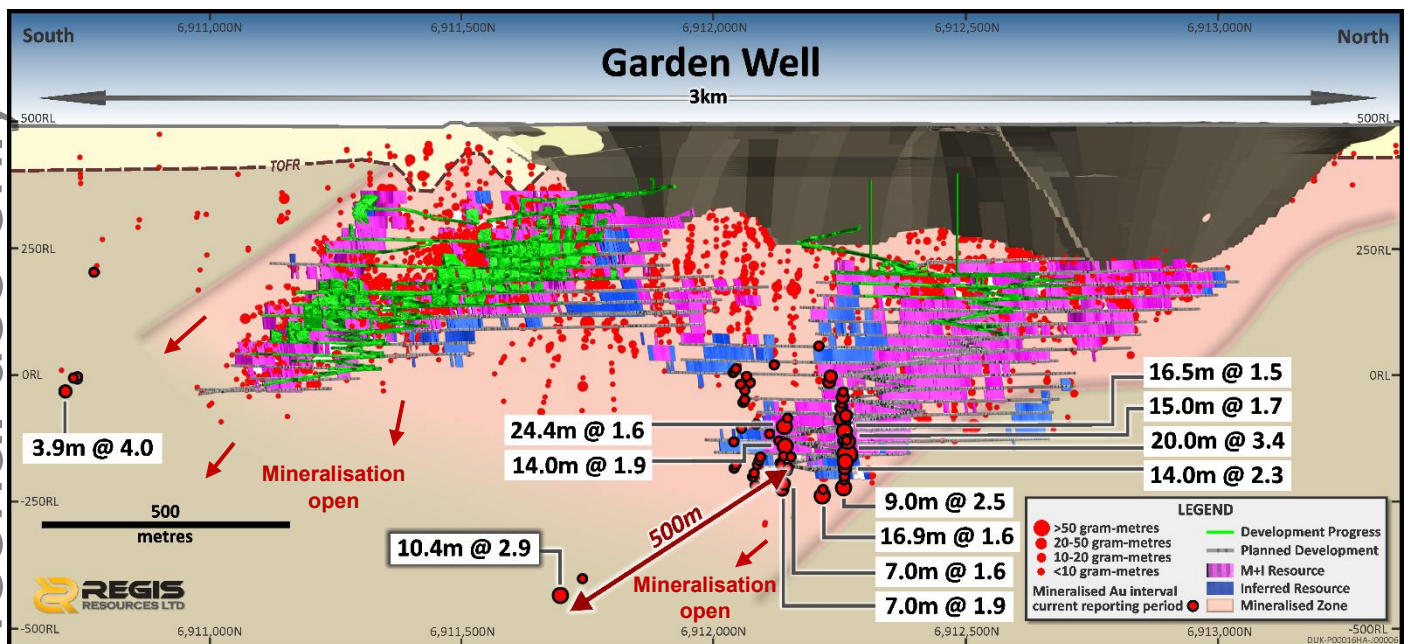 South
6,911,000N
6,911,500N
6,912,000N
6,912,500N
6,913,000N
North
Garden Well
3km
500RL
500RL
TOFR
250RL
250RL
0RL
0RL
3.9m @ 4.0
24.4m @ 1.6
14.0m @ 1.9
16.5m @ 1.5
15.0m @ 1.7
20.0m @ 3.4
14.0m @ 2.3
Mineralisation
open
-250RL
9.0m @ 2.5
16.9m @ 1.6
7.0m @ 1.6
7.0m @ 1.9
500m
10.4m @ 2.9
Mineralisation
open
500
metres
LEGEND
>50 gram-metres
20-50 gram-metres
10-20 gram-metres
<10 gram-metres
Mineralised Au interval
current reporting period
Development Progress
Planned Development
M+I Resource
Inferred Resource
Mineralised Zone
REGIS
RESOURCES LTD
-500RL
6,911,000N
6,911,500N
6,912,000N
6,912,500N
6,913,000N
-500RL
DUK-P00016HA-J00006